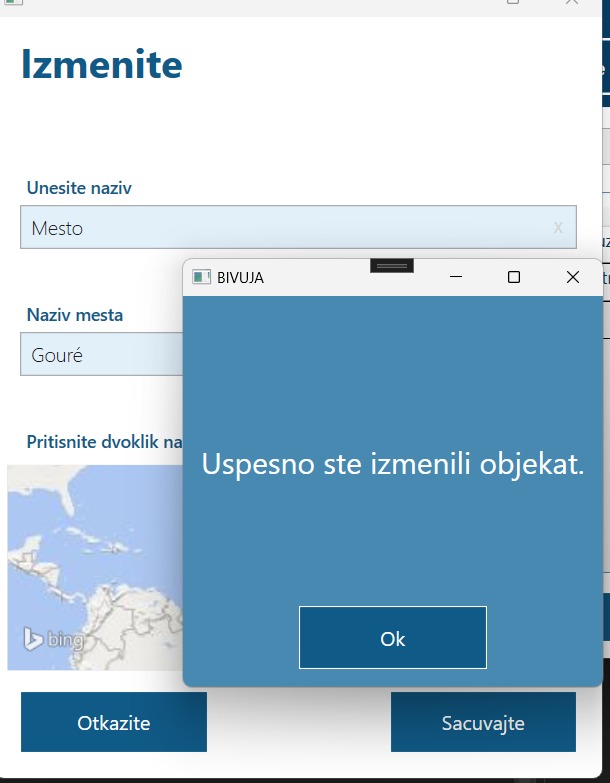 Izmenite
Unesite naziv
Mesto
x
Naziv mesta
Gouré
Pritisnite dvoklik na
BIVUJA
Uspesno ste izmenili objekat.
Ok
bing
Otkazite
Sacuvajte